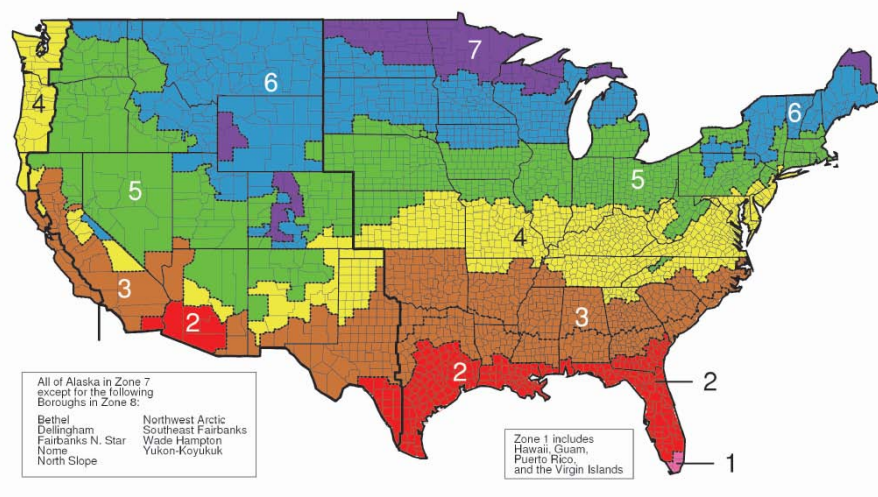 7
6
6
4
5
5
4
3
3
2
2
2
1
All of Alaska in Zone 7
except for the following
Boroughs in Zone 8:
Bethel Northwest Arctic
Dellingham Southeast Fairbanks
Fairbanks N. Star Wade Hampton
Nome Yukon-Koyukuk
North Slope
Zone 1 includes
Hawaii, Guam,
Puerto Rico,
and the Virgin Islands